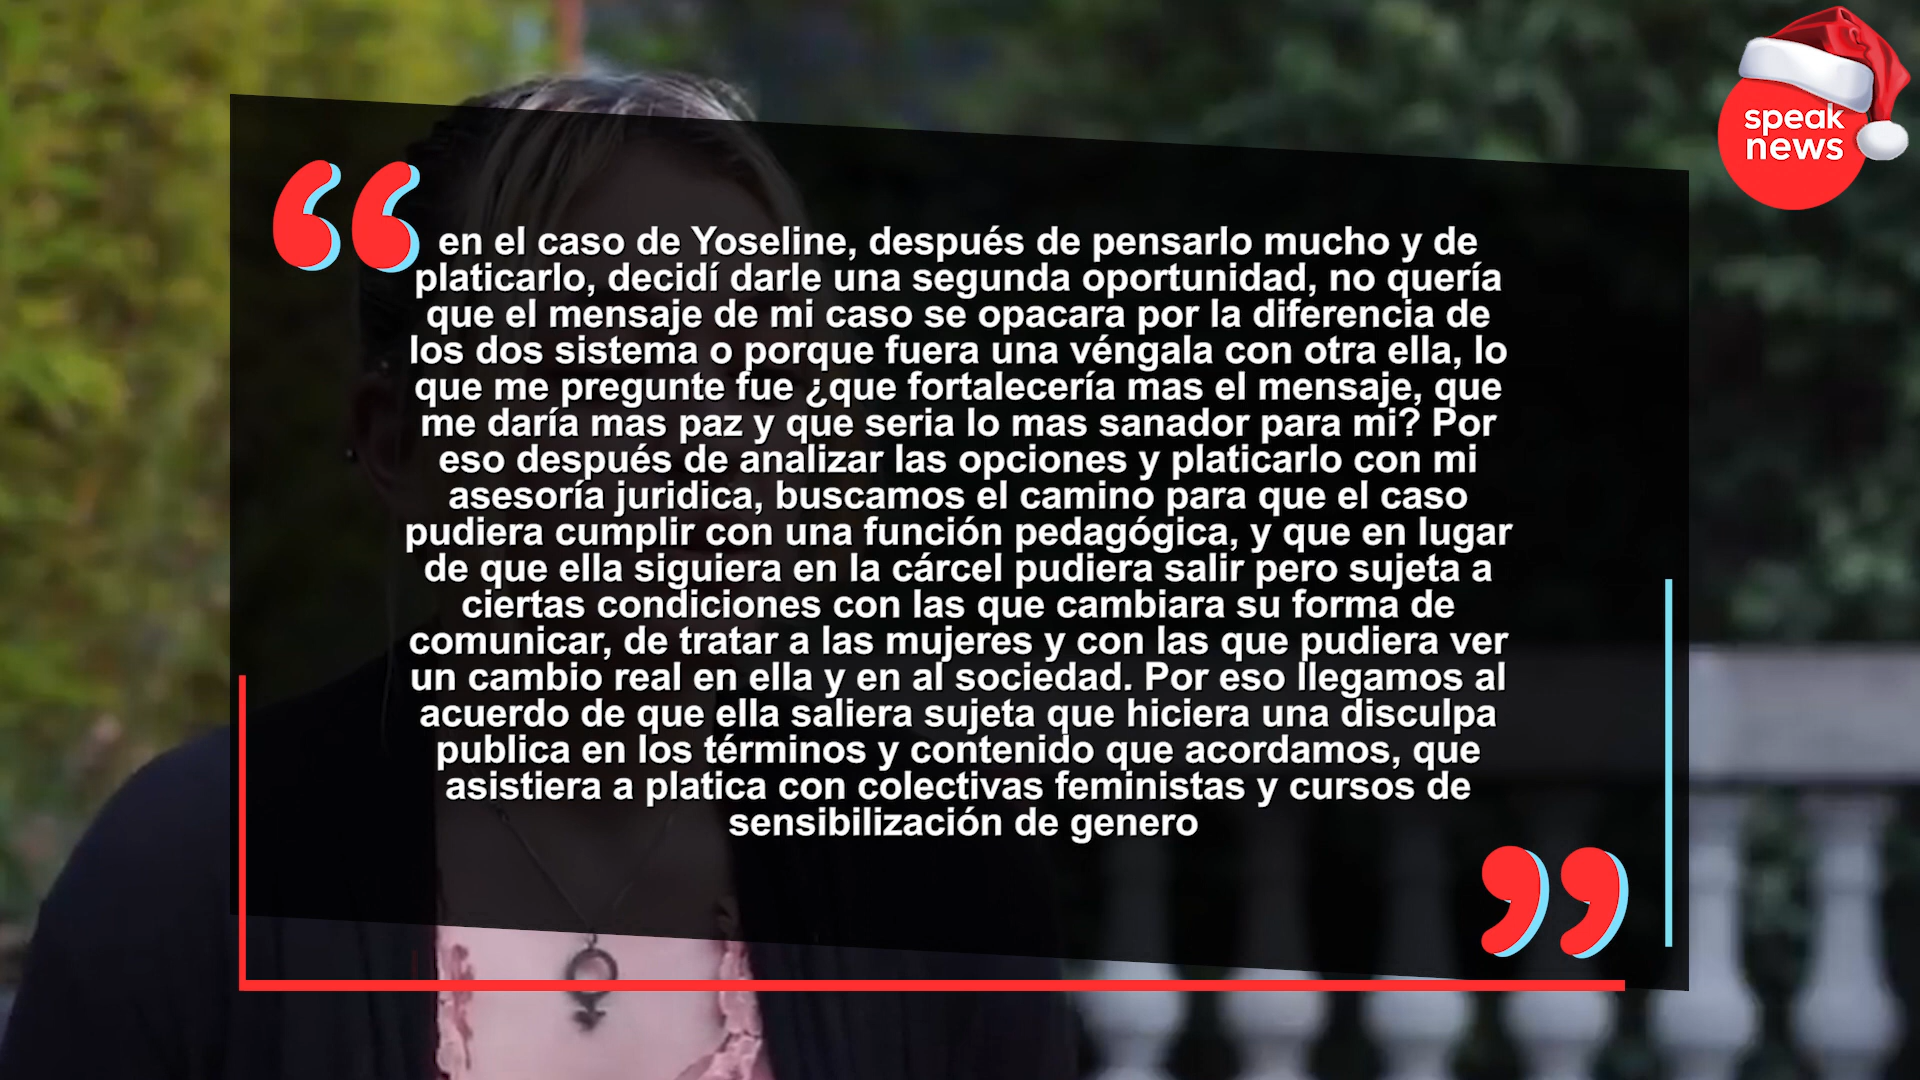 speak
news
en el caso de Yoseline, después de pensarlo mucho y de
platicarlo, decidí darle una segunda oportunidad, no quería
que el mensaje de mi caso se opacara por la diferencia de
los dos sistema o porque fuera una véngala con otra ella, lo
que me pregunte fue ¿que fortalecería mas el mensaje, que
me daría mas paz y que seria lo mas sanador para mi? Por
eso después de analizar las opciones y platicarlo con mi
asesoría juridica, buscamos el camino para que el caso
pudiera cumplir con una función pedagógica, y que en lugar
de que ella siguiera en la cárcel pudiera salir pero sujeta a
ciertas condiciones con las que cambiara su forma de
comunicar, de tratar a las mujeres y con las que pudiera ver
un cambio real en ella y en al sociedad. Por eso llegamos al
acuerdo de que ella saliera sujeta que hiciera una disculpa
publica en los términos y contenido que acordamos, que
asistiera a platica con colectivas feministas y cursos de
sensibilización de genero